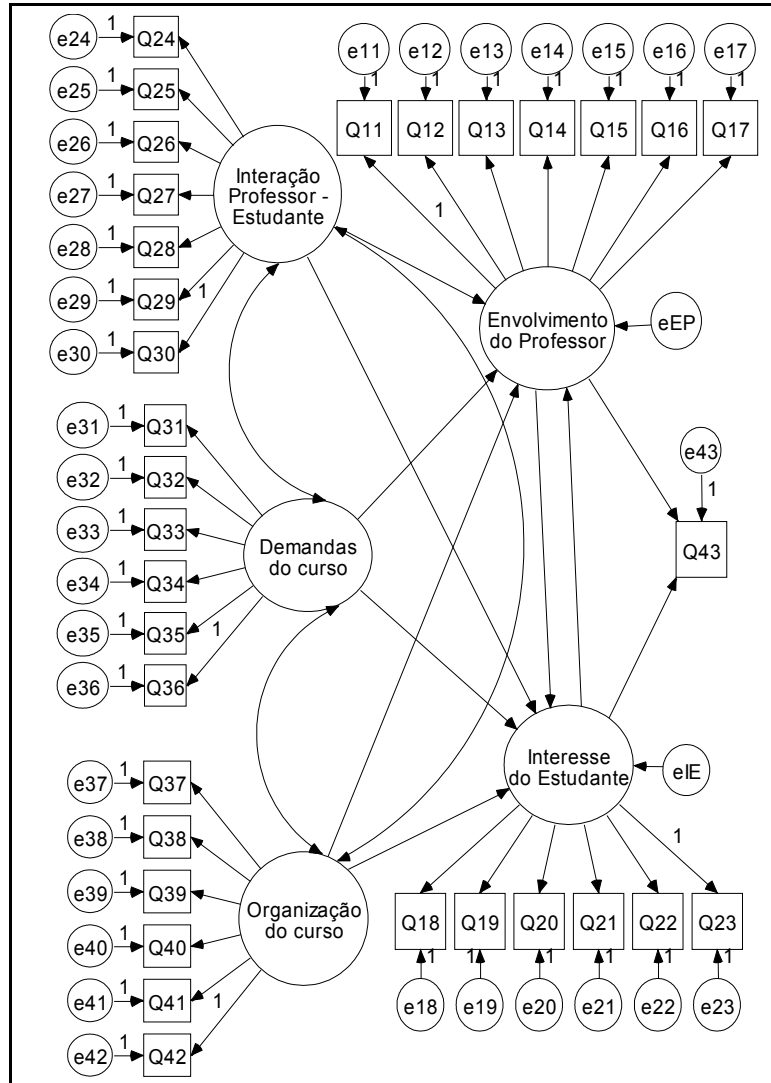 e24 1 Q24
e25 1 Q25
e26 1 Q26
e27 1 Q27
e28 1 Q28
e29 1 Q29
e30 1 Q30
1
Interação
Professor -
Estudante
e11 e12 e13 e14 e15 e16 e17
1 1 1 1 1 1 1
Q11 Q12 Q13 Q14 Q15 Q16 Q17
1
Envolvimento
do Professor
eEP
e31 1 Q31
e32 1 Q32
e33 1 Q33
e34 1 Q34
e35 1 Q35
e36 1 Q36
1
Demandas
do curso
e43
1
Q43
e37 1 Q37
e38 1 Q38
e39 1 Q39
e40 1 Q40
e41 1 Q41
e42 1 Q42
1
Organização
do curso
Interesse
do Estudante
eIE
1
Q18 Q19 Q20 Q21 Q22 Q23
1 1 1 1 1 1
e18 e19 e20 e21 e22 e23